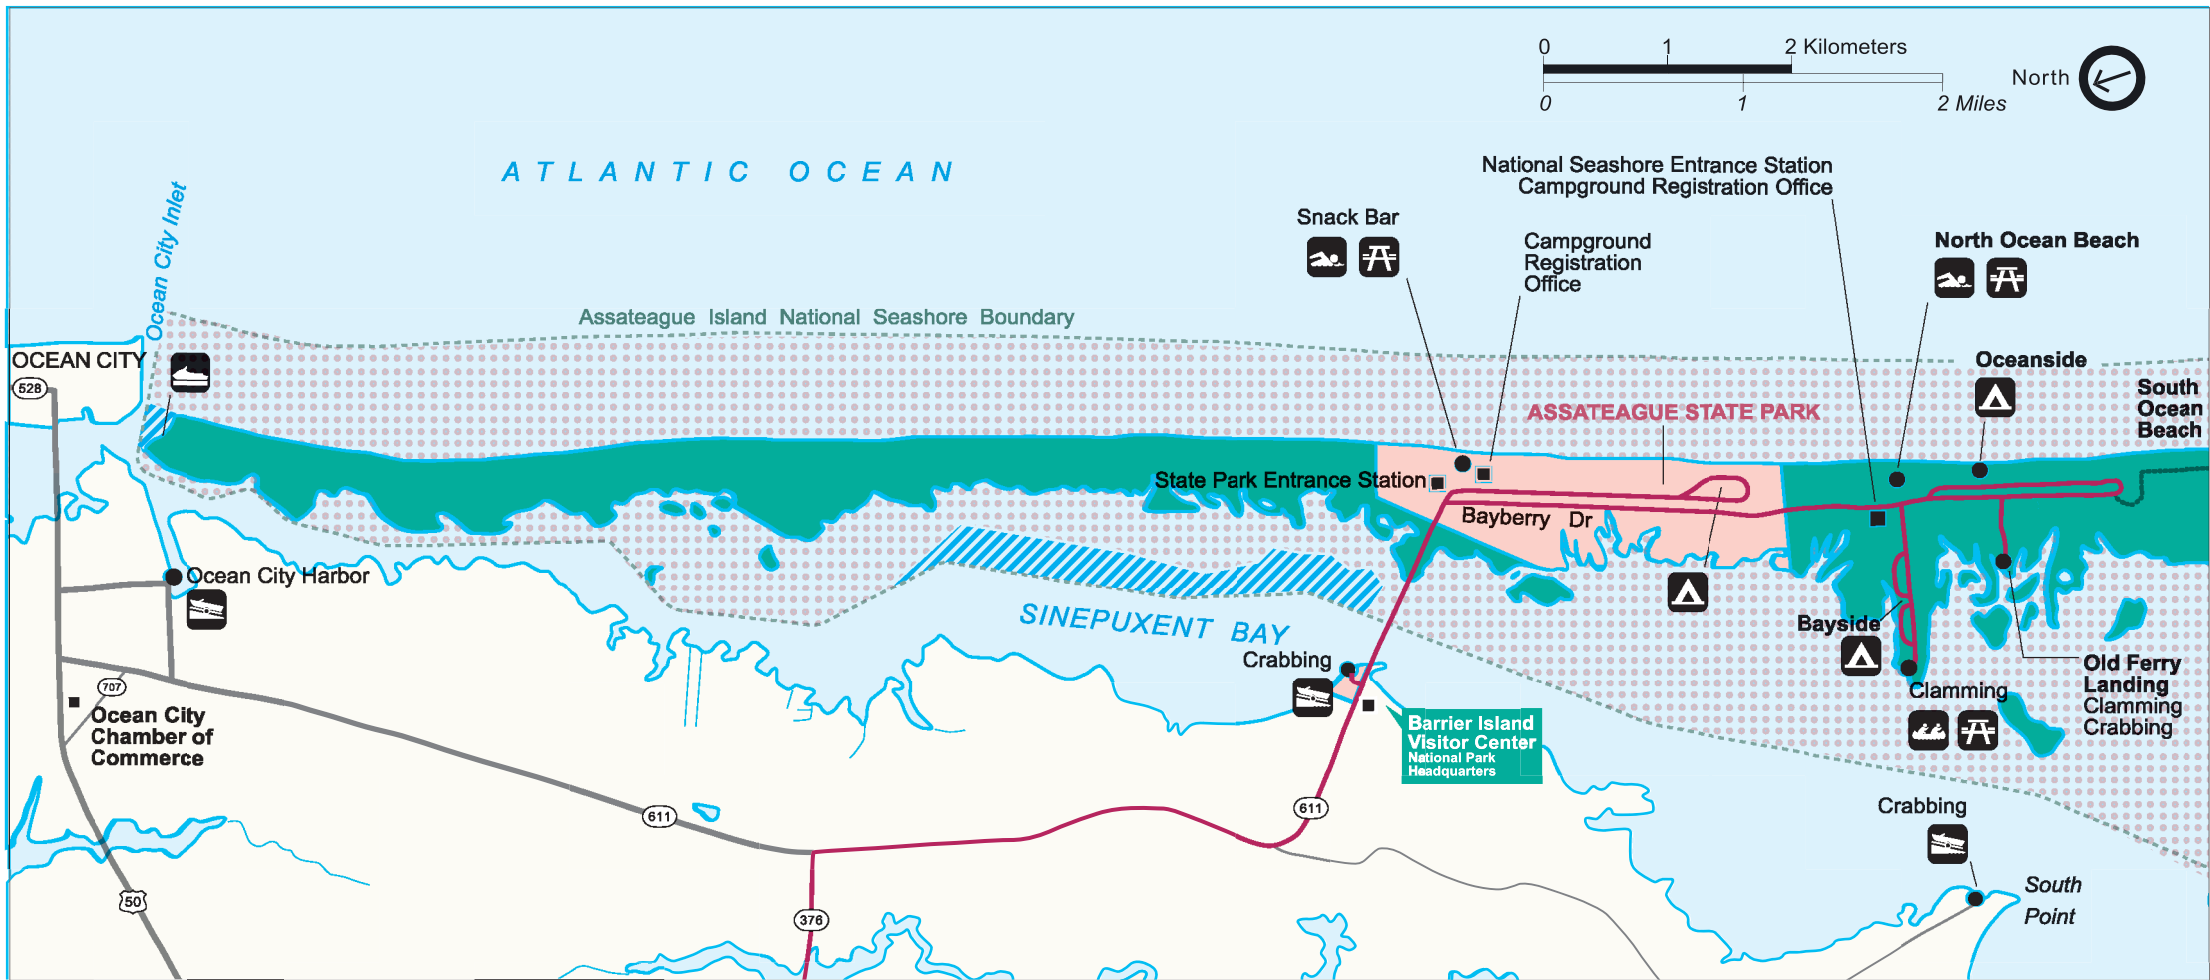 0 1 2 Kilometers
0 1 2 Miles
North
ATLANTIC OCEAN
National Seashore Entrance Station
Campground Registration Office
Ocean City Inlet
Snack Bar
Campground
Registration
Office
North Ocean Beach
Assateague Island National Seashore Boundary
OCEAN CITY
528
Oceanside
South
Ocean
Beach
ASSATEAGUE STATE PARK
State Park Entrance Station
Bayberry Dr
Ocean City Harbor
SINEPUXENT BAY
Bayside
Crabbing
Old Ferry
Landing
Clamming
Crabbing
Clamming
707
Ocean City
Chamber of
Commerce
Barrier Island
Visitor Center
National Park
Headquarters
611
611
Crabbing
50
376
South
Point